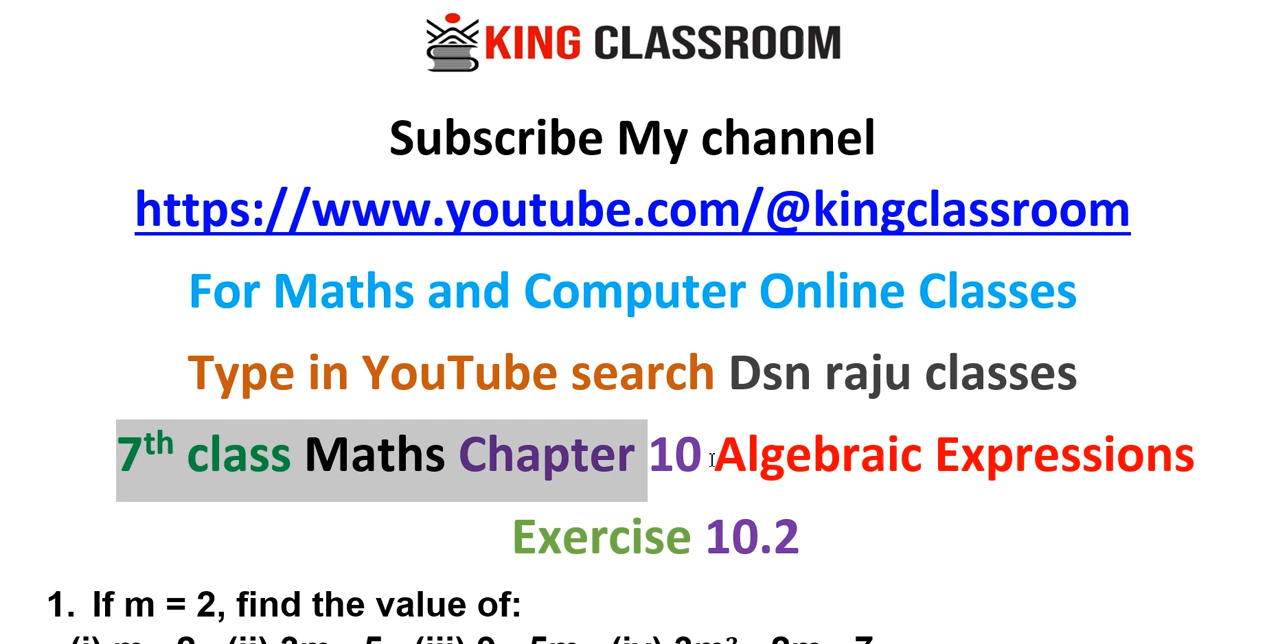 KING CLASSROOM
Subscribe My channel
https://www.youtube.com/@kingclassroom
For Maths and Computer Online Classes
Type in YouTube search Dsn raju classes
7th class Maths Chapter 10 Algebraic Expressions
Exercise 10.2
1. If m = 2, find the value of: